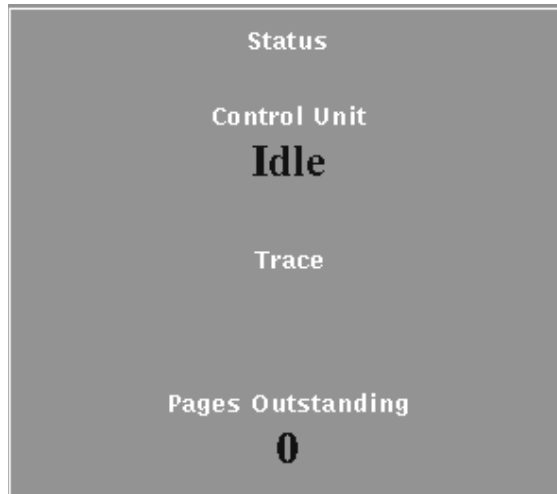 Status
Control Unit
Idle
Trace
Pages Outstanding
0